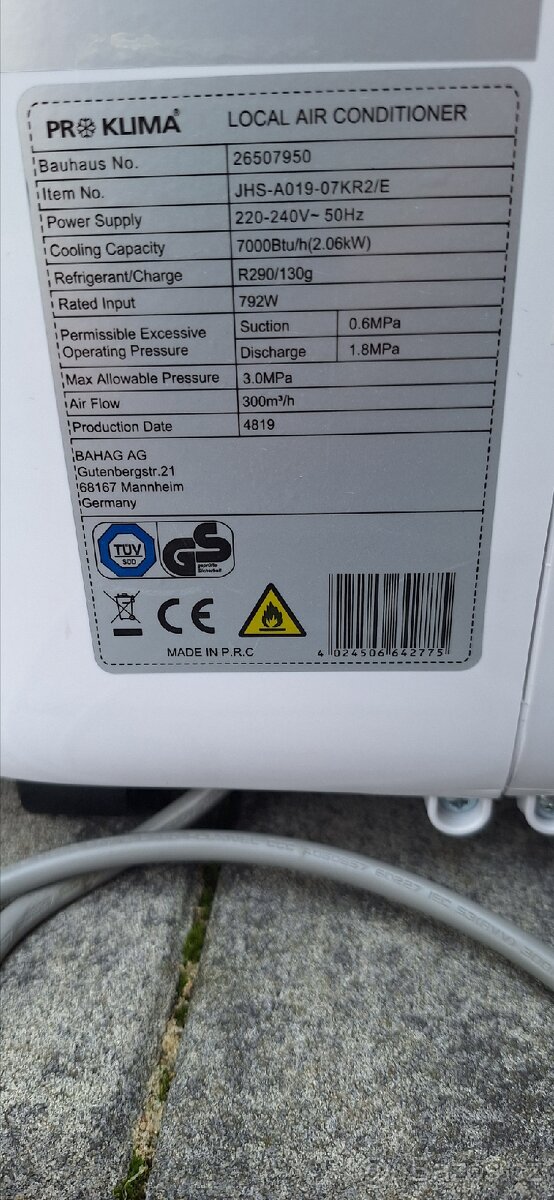 PROKLIMA® LOCAL AIR CONDITIONER
Bauhaus No. 26507950
Item No. JHS-A019-07KR2/E
Power Supply 220-240V~ 50Hz
Cooling Capacity 7000Btu/h(2.06kW)
Refrigerant/Charge R290/130g
Rated Input 792W
Permissible Excessive Operating Pressure Suction 0.6MPa
Discharge 1.8MPa
Max Allowable Pressure 3.0MPa
Air Flow 300m³/h
Production Date 4819
BAHAG AG
Gutenbergstr.21
68167 Mannheim
Germany
TÜV
SÜD
GS
geprüfte
Sicherheit
CE
MADE IN P.R.C
4 024506 642775